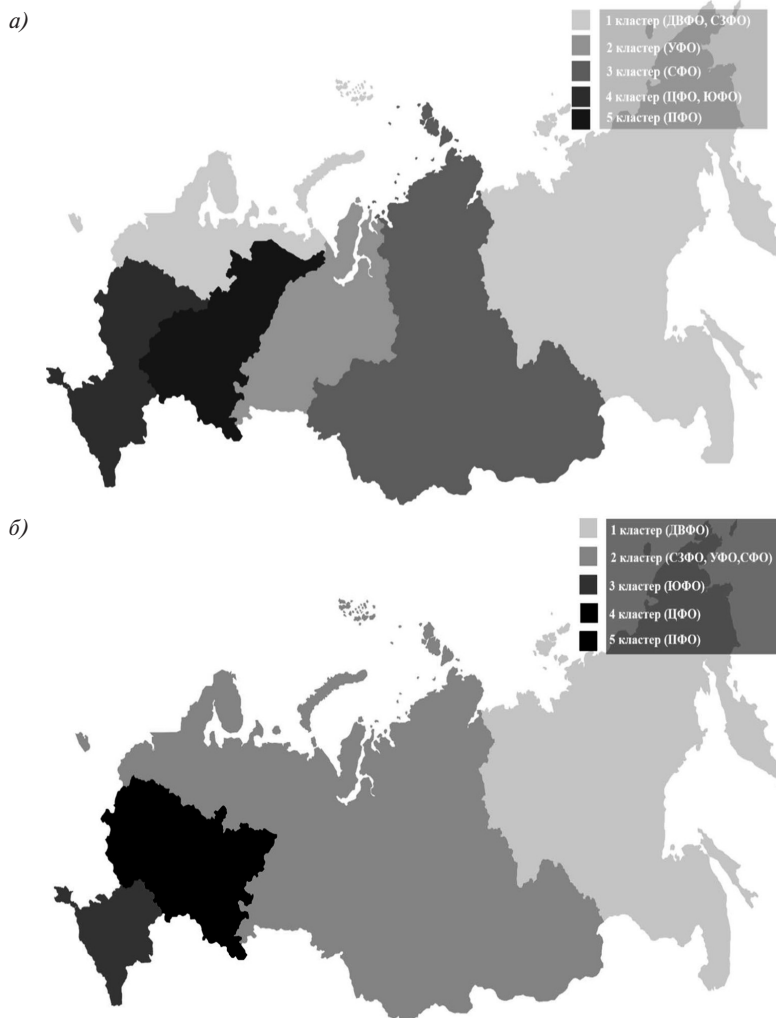 а)
1 кластер (ДВФО, СЗФО)
2 кластер (УФО)
3 кластер (СФО)
4 кластер (ЦФО, ЮФО)
5 кластер (ПФО)
б)
1 кластер (ДВФО)
2 кластер (СЗФО, УФО,СФО)
3 кластер (ЮФО)
4 кластер (ЦФО)
5 кластер (ПФО)